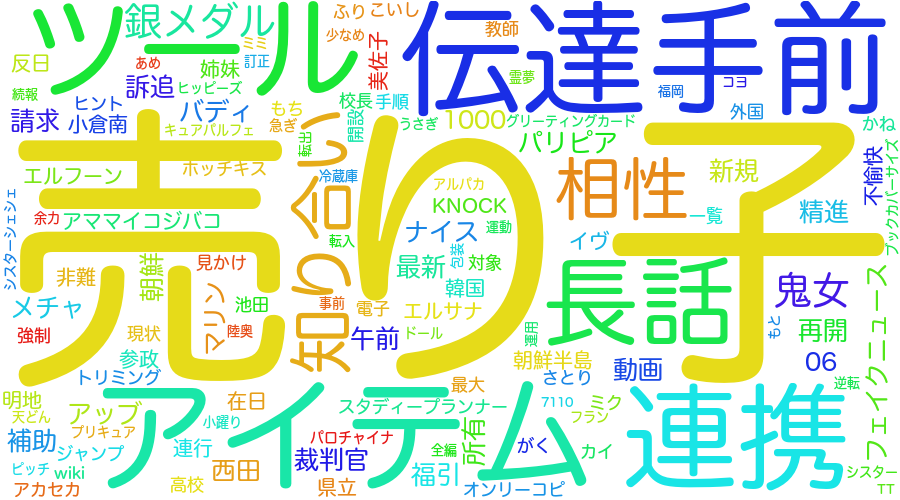 ツール
銀メダル
ふり
こいし
伝達
手前
反日
ミミ
少なめ
美佐子
教師
あめ
訂正
姉妹
霊夢
コヨ
続報
訴追
ヒッピーズ
福岡
ヒント
バディ
もち
校長
手順
請求
小倉南
キュアパルフェ
急ぎ
開設
うさぎ
1000
グリーティングカード
外国
かね
売り子
知り合い
転出
パリピア
エルフーン
ホッチキス
冷蔵庫
アルパカ
相性
新規
不愉快
ブックカバーサイズ
シスターシェシェ
余力
アママイコジバコ
KNOCK
一覧
精進
ナイス
運動
イヴ
転入
包装
見かけ
最新
対象
非難
朝鮮
韓国
長話
鬼女
メチャ
マリソン
池田
事前
電子
エルサナ
もと
強制
現状
陸奥
午前
ドール
運用
再開
フェイクニュース
参政
朝鮮半島
動画
06
トリミング
さとり
逆転
明地
アイテム
在日
最大
連携
天どん
アップ
小躍り
スタディープランナー
7110
ミク
プリキュア
所有
フラン
補助
ジャンプ
連行
パロチャイナ
全編
がく
カイ
ピッチ
wiki
西田
裁判官
福引
シスター
アカセカ
高校
県立
オンリーコピ
TT